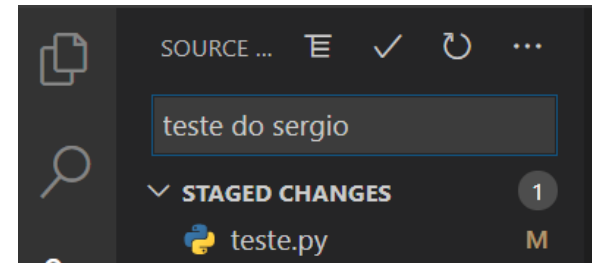 SOURCE ...
teste do sergio
STAGED CHANGES 1
teste.py M